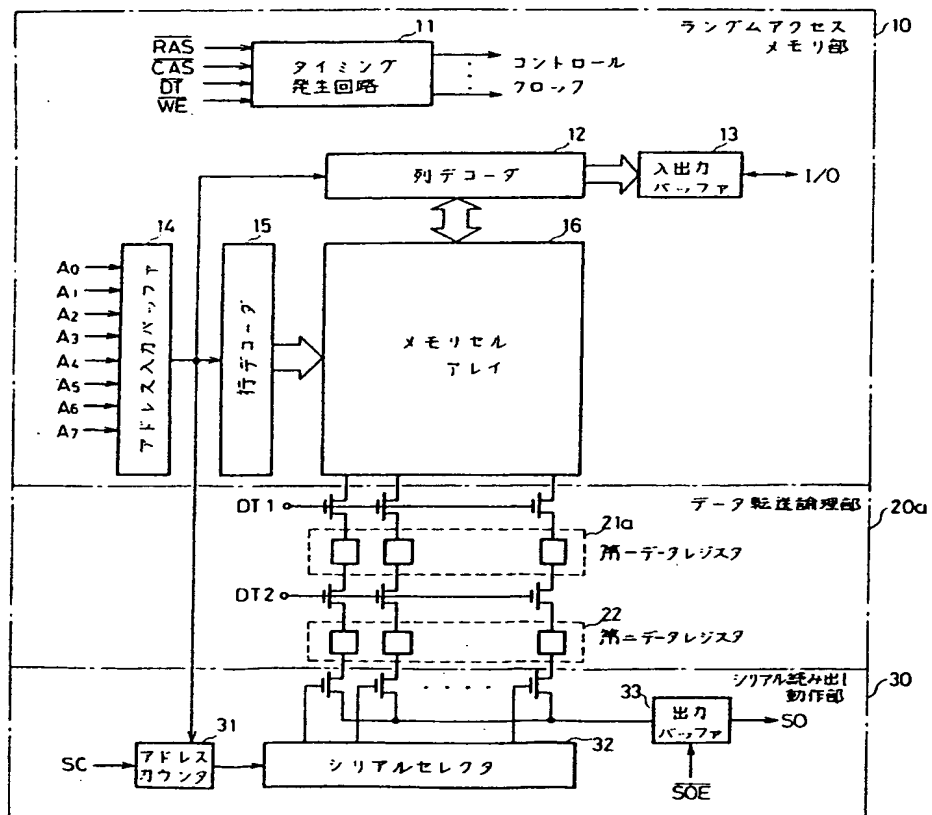 ランダムアクセス
メモリ部
10
11
RAS
CAS
DT
WE
タイミング
発生回路
コントロール
クロック
12
列デコーダ
13
入出力
バッファ
I/O
14
アドレス入力バッファ
15
行デコーダ
16
メモリセル
アレイ
A0
A1
A2
A3
A4
A5
A6
A7
DT1
データ転送論理部
20a
21a
第一データレジスタ
DT2
22
第二データレジスタ
シリアル読み出し
動作部
30
33
出力
バッファ
SO
SOE
31
SC
アドレス
カウンタ
32
シリアルセレクタ